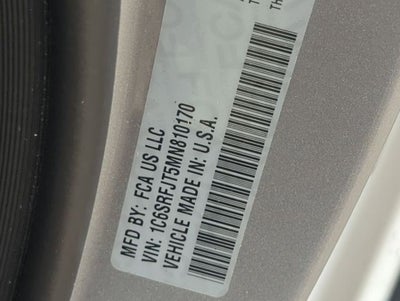 MFD BY: FCA US LLC
VIN: 1C6SRFJT5MN810170
VEHICLE MADE IN: U.S.A.